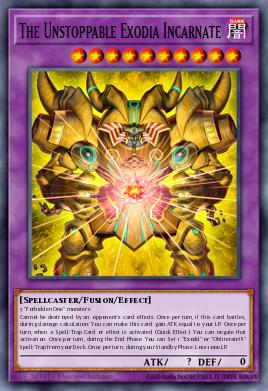 The Unstoppable Exodia Incarnate
DARK
闇
[Spellcaster/Fusion/Effect]
5 "Forbidden One" monsters
Cannot be destroyed by an opponent's card effects. Once per turn, if this card battles,
during damage calculation: You can make this card gain ATK equal to your LP. Once per
turn, when a Spell/Trap Card or effect is activated (Quick Effect): You can negate that
activation. Once per turn, during the End Phase: You can Set 1 "Exodia" or "Obliterate!!!"
Spell/Trap from your Deck. Once per turn, during your Standby Phase: Lose 1000 LP.
ATK/ ? DEF/ 0